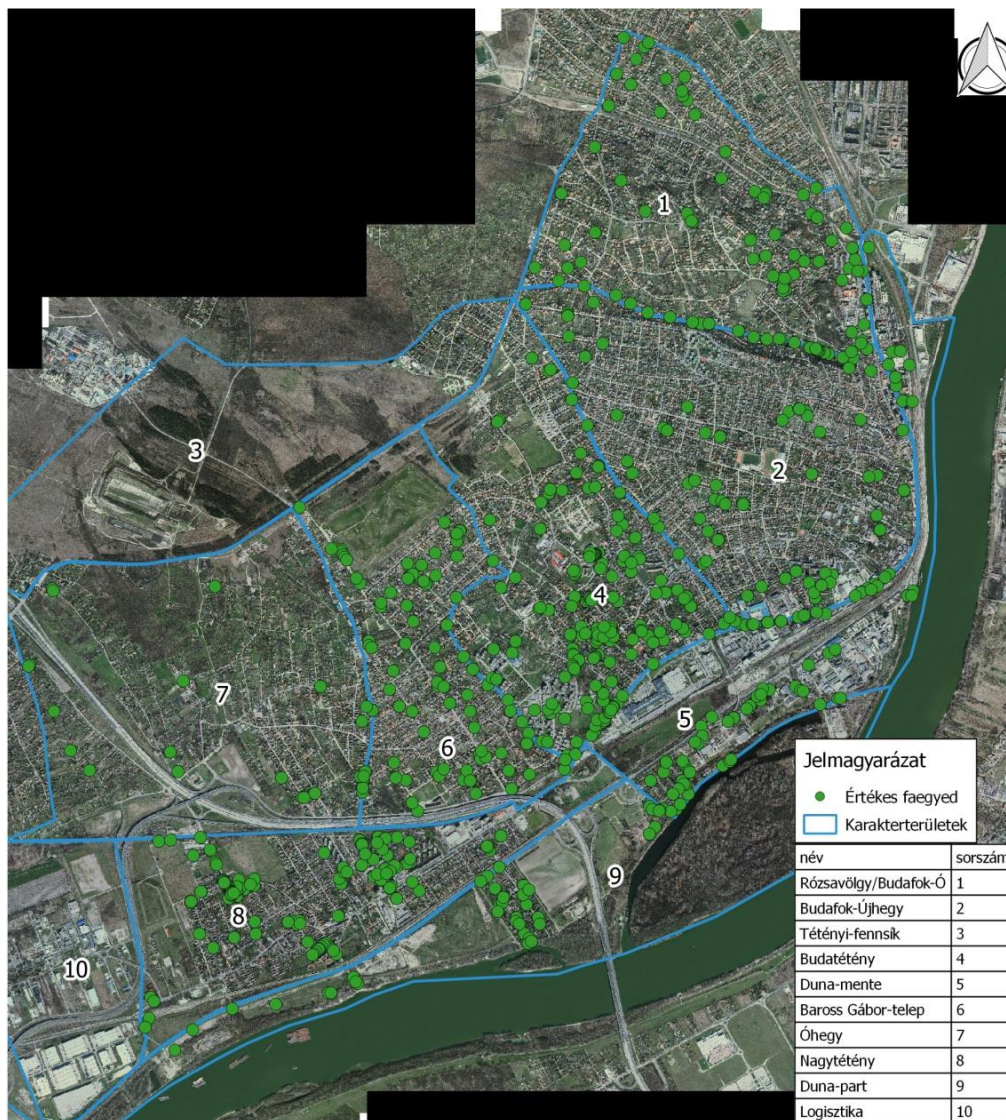 1
2
3
4
5
6
7
8
9
10
Jelmagyarázat
Értékes faegyed
Karakterterületek
név sorszám
Rózsavölgy/Budafok-Ó 1
Budafok-Újhegy 2
Tétényi-fennsík 3
Budatétény 4
Duna-mente 5
Baross Gábor-telep 6
Óhegy 7
Nagytétény 8
Duna-part 9
Logisztika 10